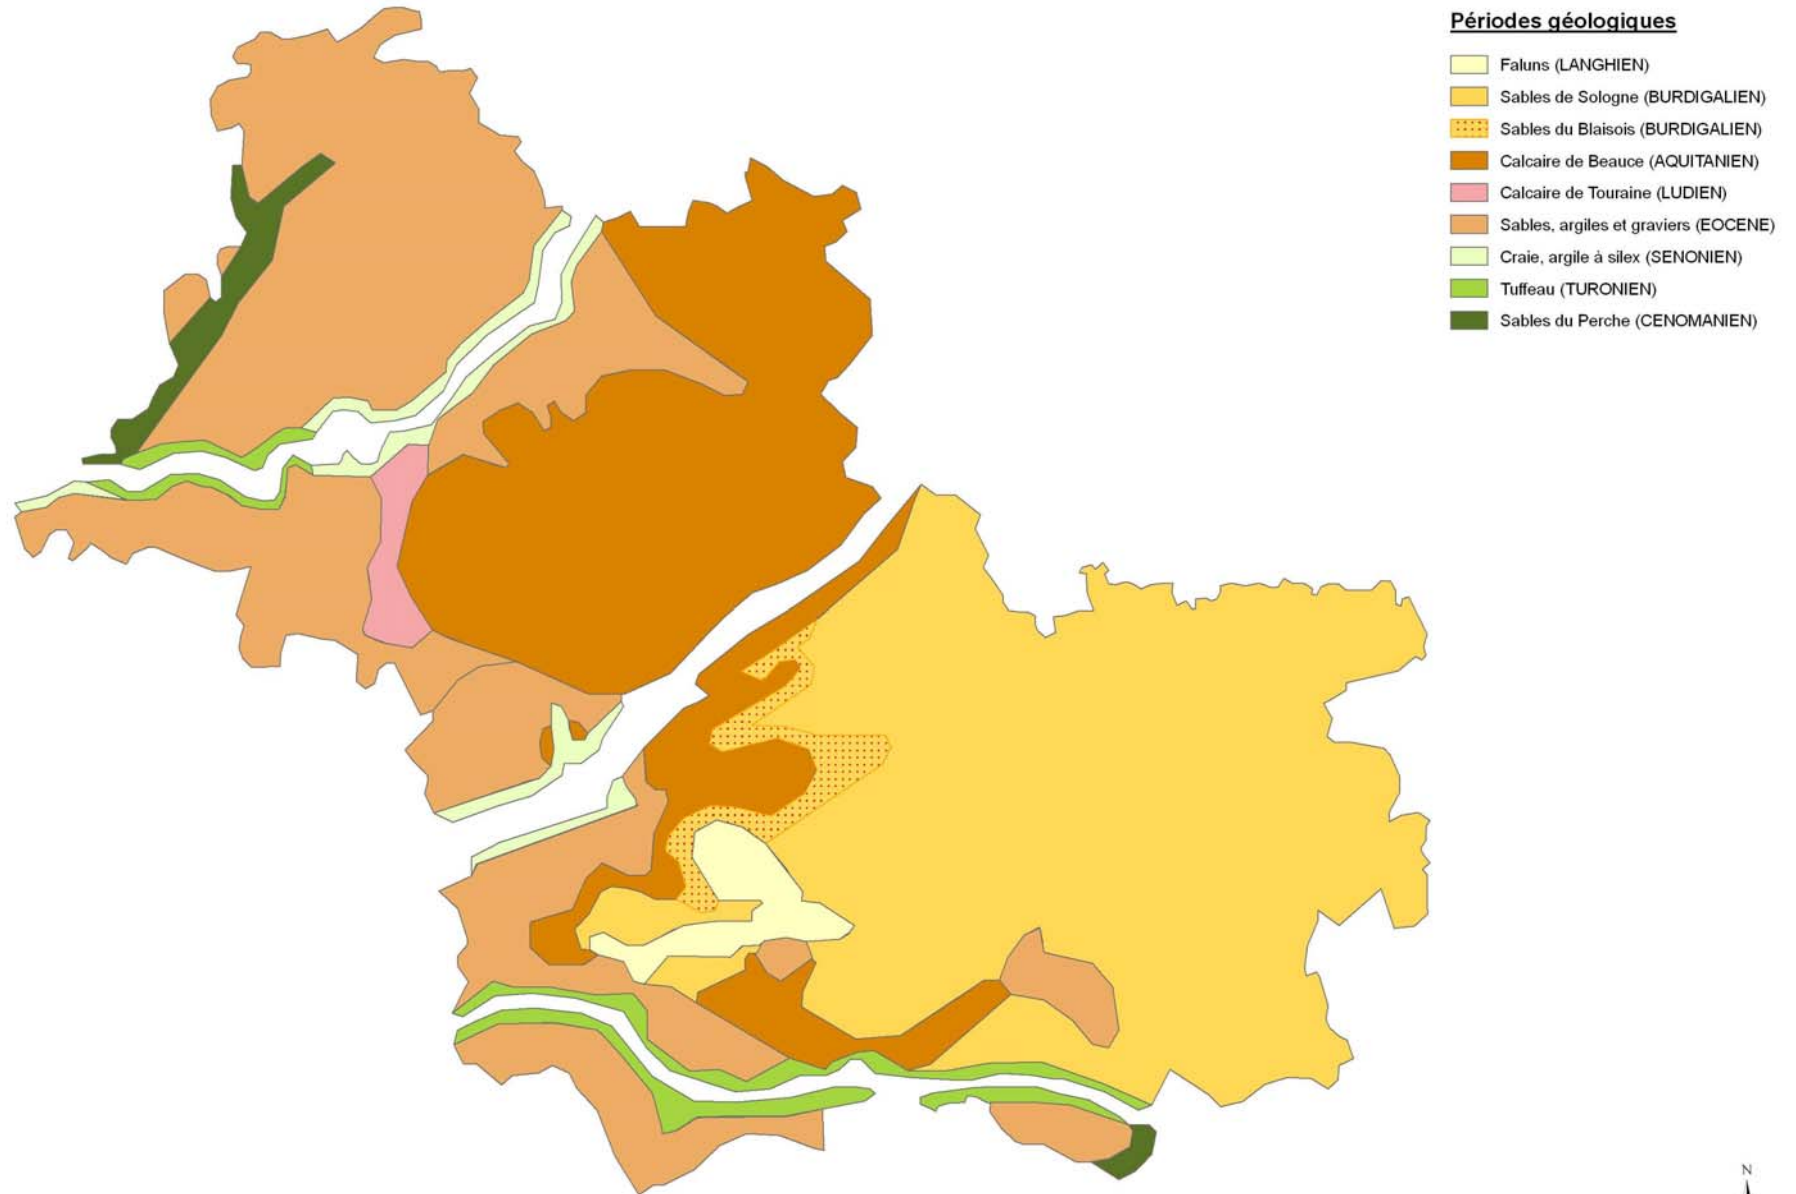 Périodes géologiques
Faluns (LANGHIEN)
Sables de Sologne (BURDIGALIEN)
Sables du Blaisois (BURDIGALIEN)
Calcaire de Beauce (AQUITANIEN)
Calcaire de Touraine (LUDIEN)
Sables, argiles et graviers (EOCENE)
Craie, argile à silex (SENONIEN)
Tuffeau (TURONIEN)
Sables du Perche (CENOMANIEN)
N